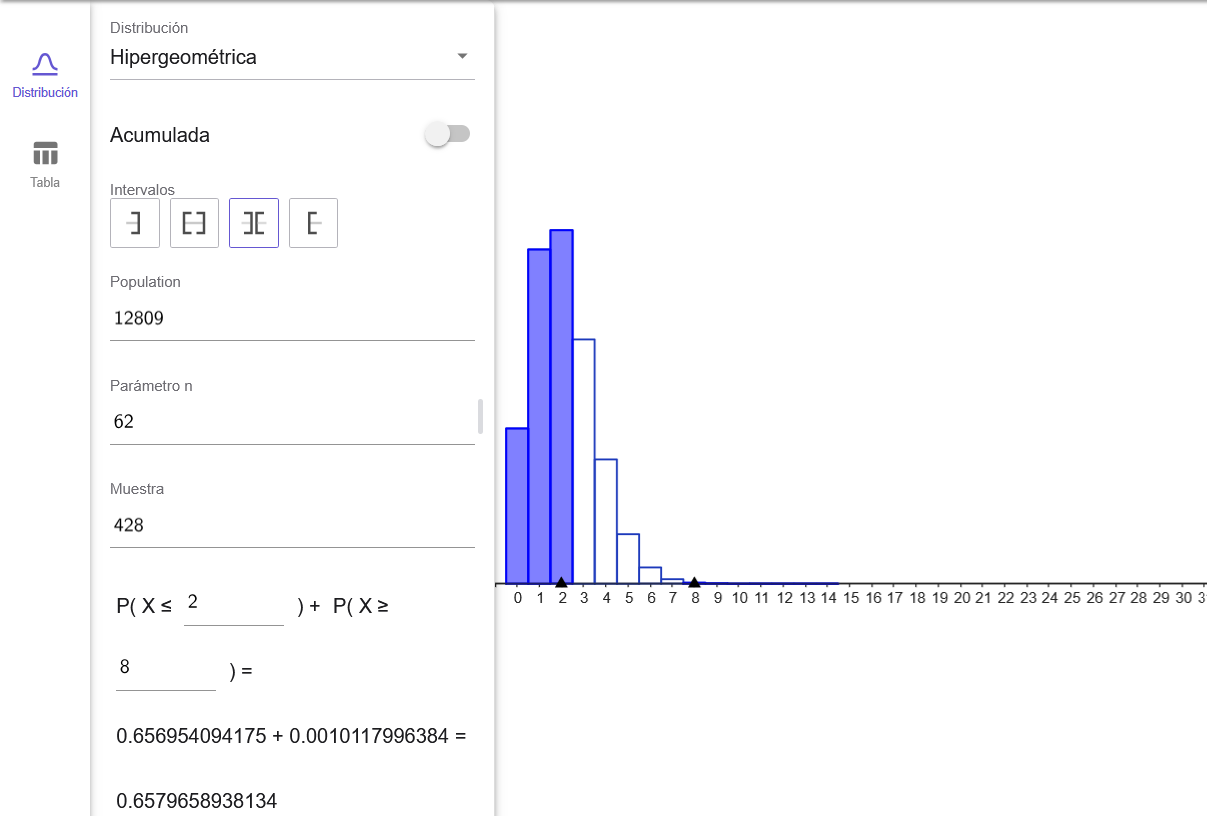 Distribución
Tabla
Distribución
Hipergeométrica
Acumulada
Intervalos
Population
12809
Parámetro n
62
Muestra
428
P( X ≤ 2 ) + P( X ≥
8 ) =
0.656954094175 + 0.0010117996384 =
0.6579658938134
0 1 2 3 4 5 6 7 8 9 10 11 12 13 14 15 16 17 18 19 20 21 22 23 24 25 26 27 28 29 30